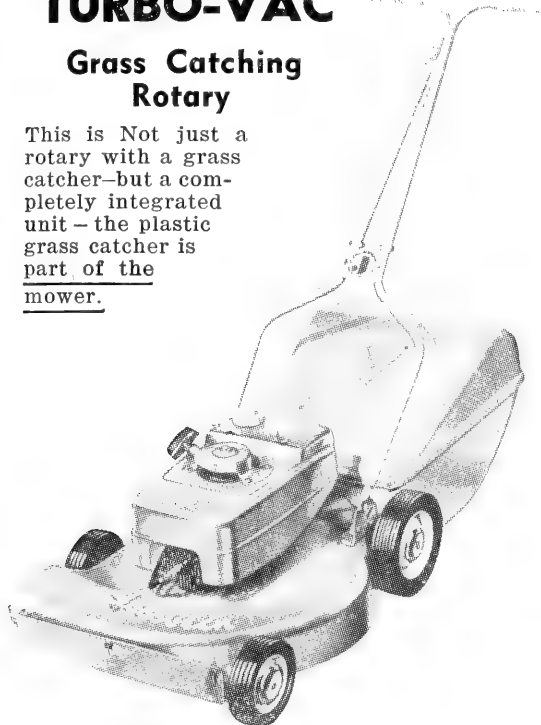 TURBO-VAC
Grass Catching
Rotary
This is Not just a
rotary with a grass
catcher—but a com-
pletely integrated
unit – the plastic
grass catcher is
part of the
mower.